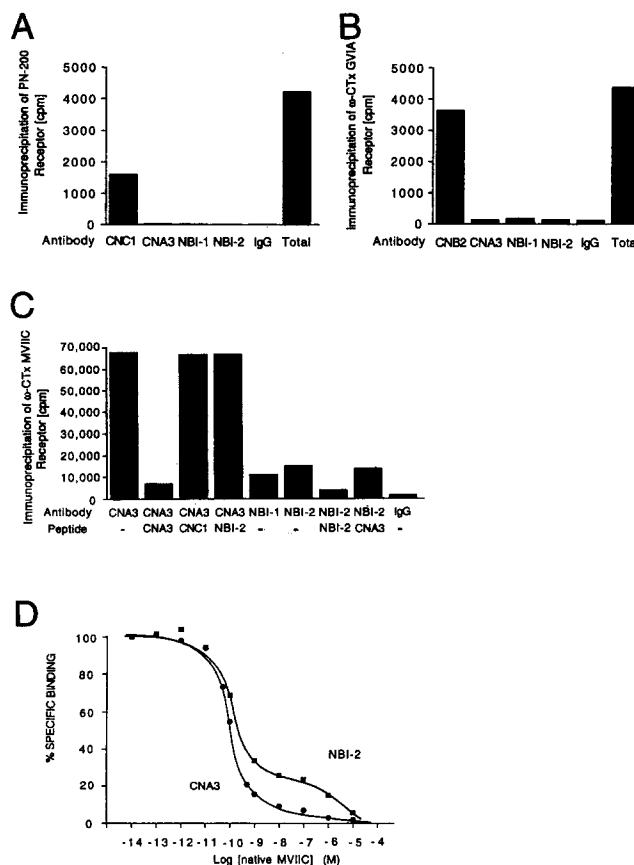 A
Immunoprecipitation of PN-200
Receptor [cpm]
5000
4000
3000
2000
1000
0
Antibody CNC1 CNA3 NBI-1 NBI-2 IgG Total
B
Immunoprecipitation of ω-CTx GVIA
Receptor [cpm]
5000
4000
3000
2000
1000
0
Antibody CNB2 CNA3 NBI-1 NBI-2 IgG Total
C
Immunoprecipitation of ω-CTx MVIIC
Receptor [cpm]
70,000
60,000
50,000
40,000
30,000
20,000
10,000
0
Antibody CNA3 CNA3 CNA3 CNA3 NBI-1 NBI-2 NBI-2 NBI-2 IgG
Peptide - CNA3 CNC1 NBI-2 - - NBI-2 CNA3 -
D
% SPECIFIC BINDING
100
80
60
40
20
0
NBI-2
CNA3
-14 -13 -12 -11 -10 -9 -8 -7 -6 -5 -4
Log [native MVIIC] (M)